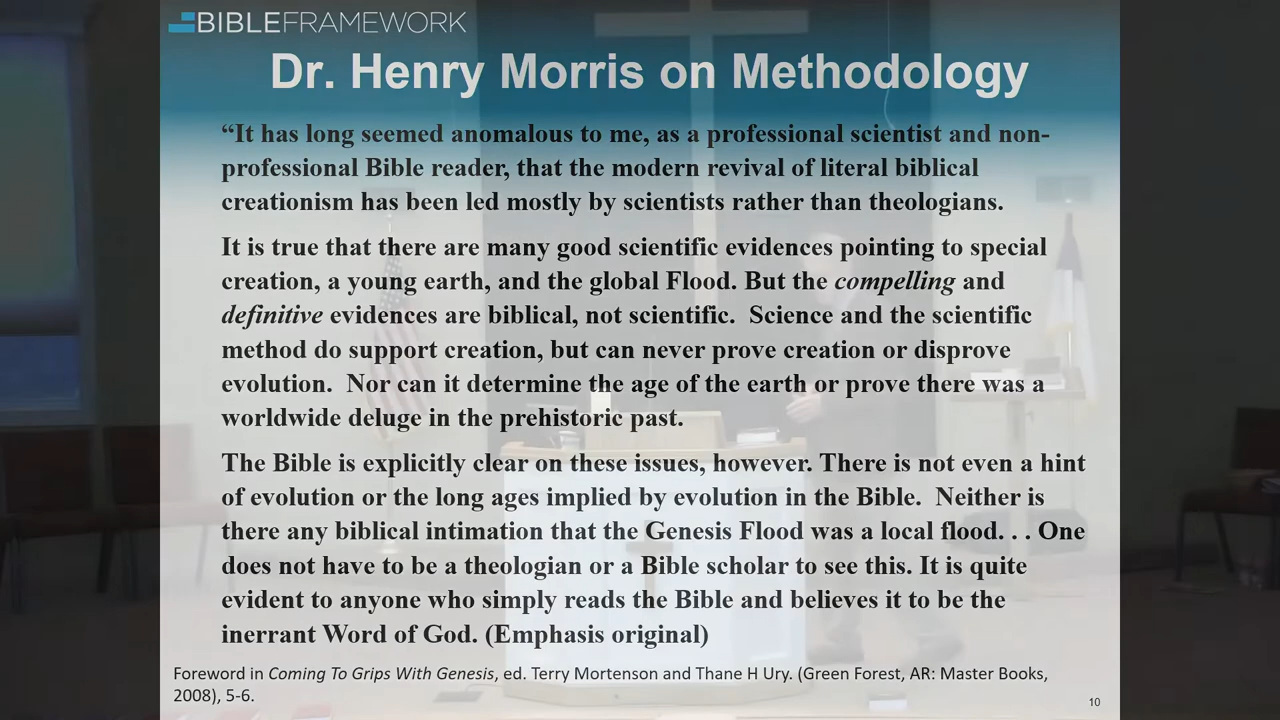 BIBLEFRAMEWORK
Dr. Henry Morris on Methodology
“It has long seemed anomalous to me, as a professional scientist and non-
professional Bible reader, that the modern revival of literal biblical
creationism has been led mostly by scientists rather than theologians.
It is true that there are many good scientific evidences pointing to special
creation, a young earth, and the global Flood. But the compelling and
definitive evidences are biblical, not scientific.  Science and the scientific
method do support creation, but can never prove creation or disprove
evolution.  Nor can it determine the age of the earth or prove there was a
worldwide deluge in the prehistoric past.
The Bible is explicitly clear on these issues, however. There is not even a hint
of evolution or the long ages implied by evolution in the Bible.  Neither is
there any biblical intimation that the Genesis Flood was a local flood. . . One
does not have to be a theologian or a Bible scholar to see this. It is quite
evident to anyone who simply reads the Bible and believes it to be the
inerrant Word of God. (Emphasis original)
Foreword in Coming To Grips With Genesis, ed. Terry Mortenson and Thane H Ury. (Green Forest, AR: Master Books,
2008), 5-6.
10